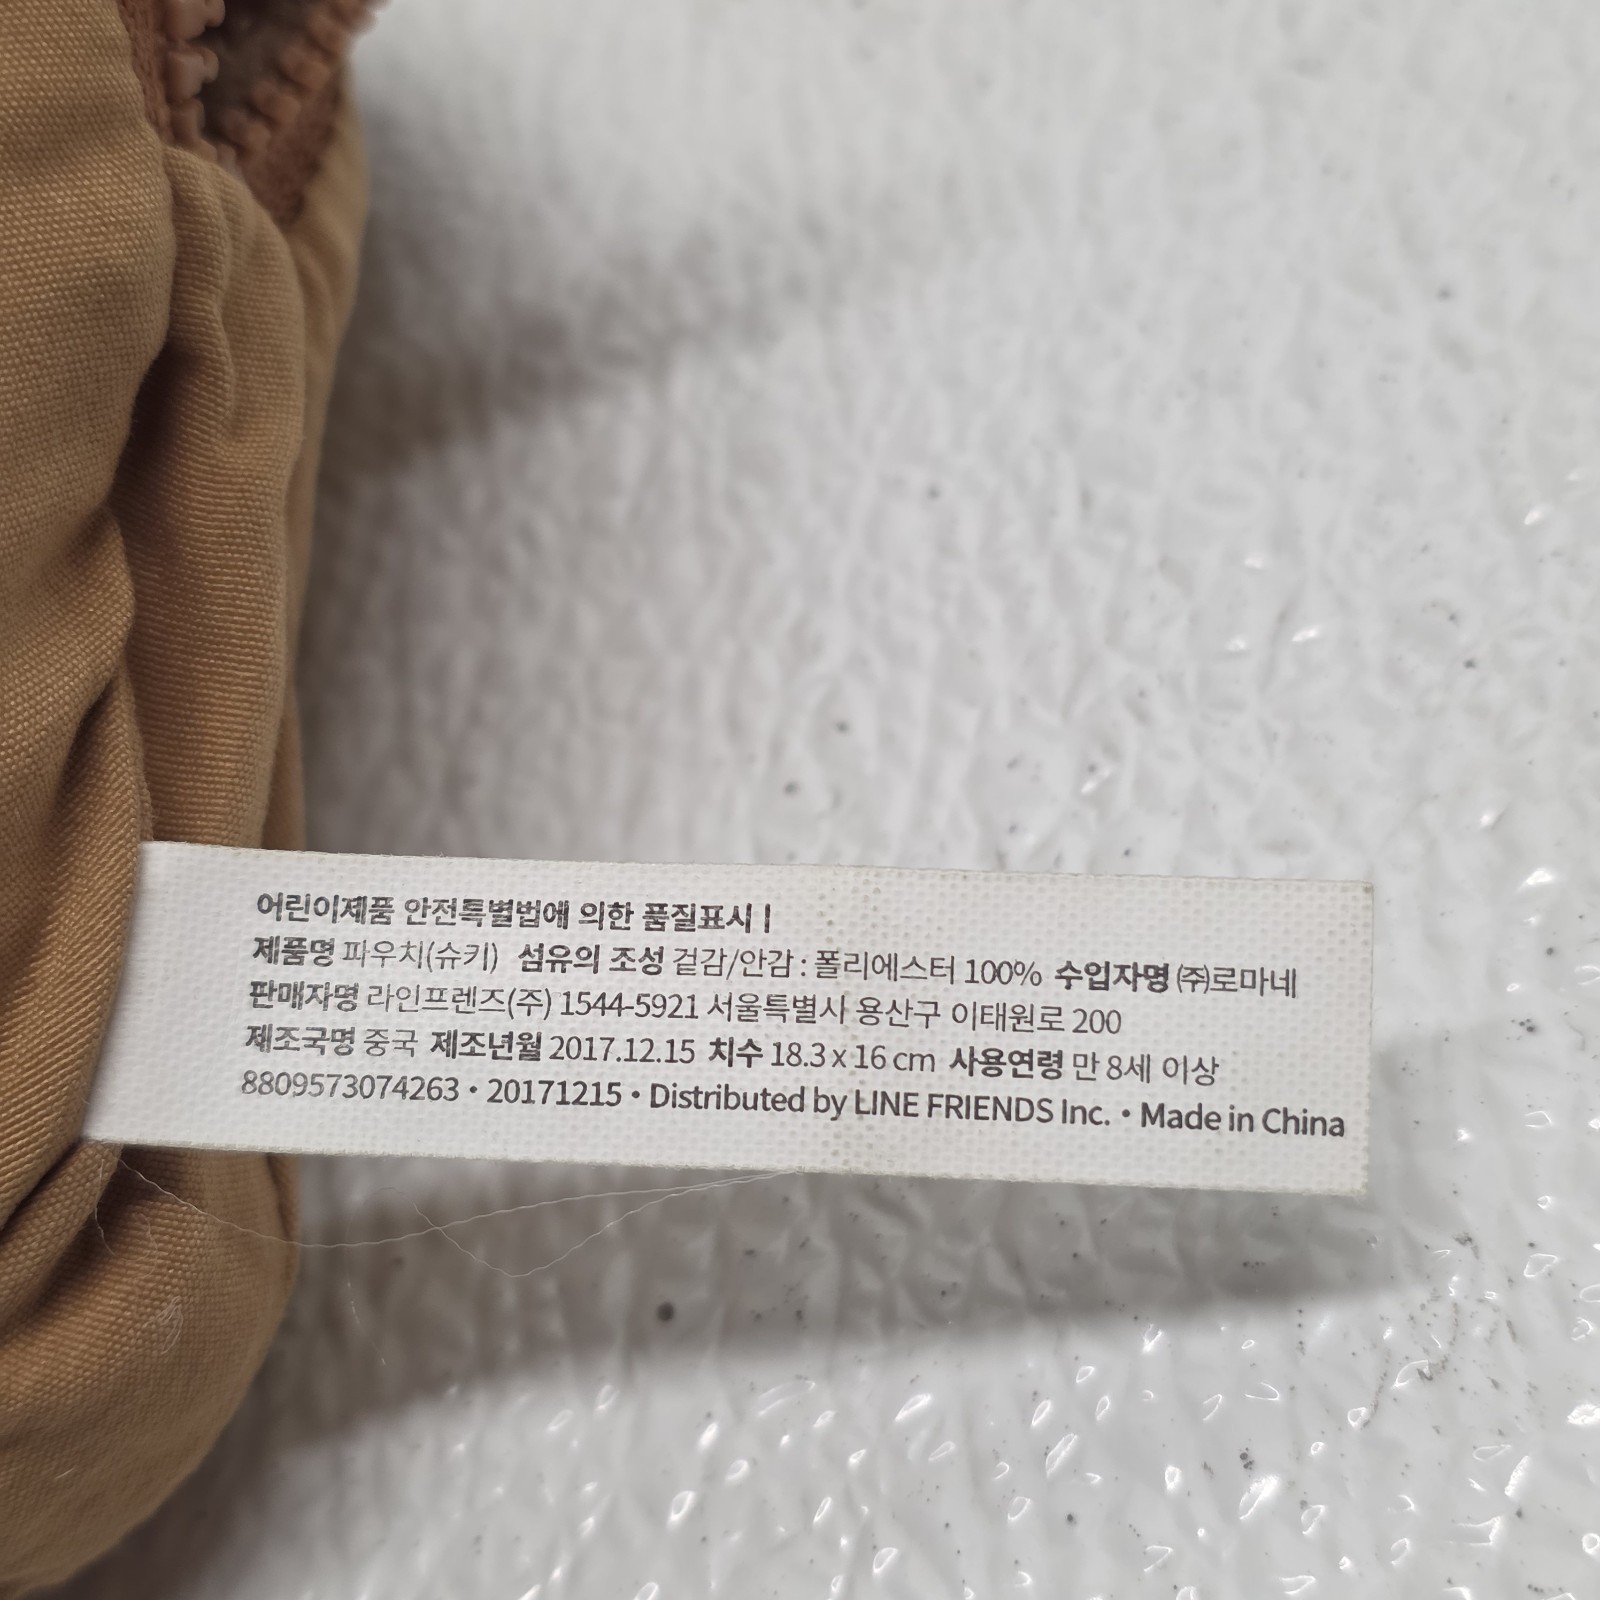 어린이제품 안전특별법에 의한 품질표시 |
제품명 파우치(슈키) 섬유의 조성 겉감/안감 : 폴리에스터 100% 수입자명 ㈜로마네
판매자명 라인프렌즈(주) 1544-5921 서울특별시 용산구 이태원로 200
제조국명 중국 제조년월 2017.12.15 치수 18.3 x 16 cm 사용연령 만 8세 이상
8809573074263 • 20171215 • Distributed by LINE FRIENDS Inc. • Made in China